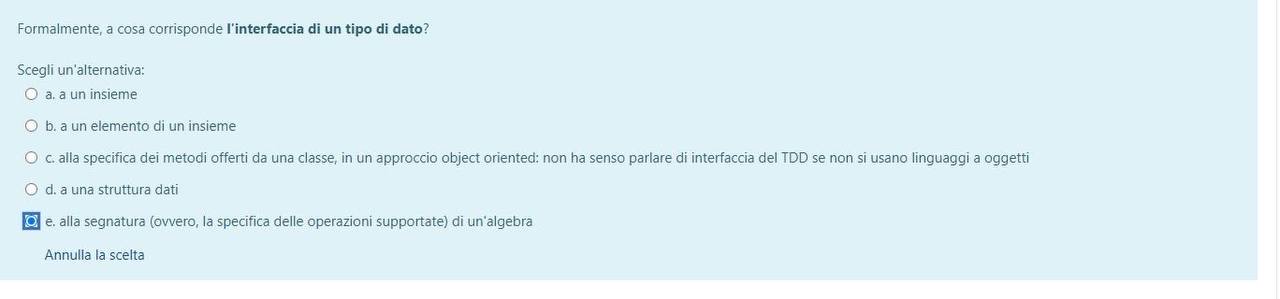 Formalmente, a cosa corrisponde l'interfaccia di un tipo di dato?
Scegli un'alternativa:
a. a un insieme
b. a un elemento di un insieme
c. alla specifica dei metodi offerti da una classe, in un approccio object oriented: non ha senso parlare di interfaccia del TDD se non si usano linguaggi a oggetti
d. a una struttura dati
e. alla segnatura (ovvero, la specifica delle operazioni supportate) di un'algebra
Annulla la scelta